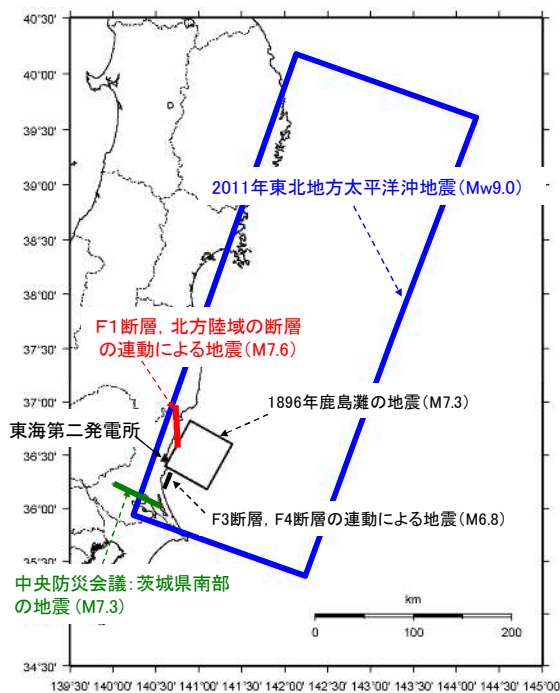 40°30'
40°00'
39°30'
39°00'
2011年東北地方太平洋沖地震(Mw9.0)
38°30'
38°00'
F1断層, 北方陸域の断層
の連動による地震(M7.6)
37°30'
37°00'
1896年鹿島灘の地震(M7.3)
東海第二発電所
36°30'
36°00'
F3断層, F4断層の連動による地震(M6.8)
35°30'
中央防災会議:茨城県南部
の地震(M7.3)
km
0 100 200
34°30'
139°30' 140°00' 140°30' 141°00' 141°30' 142°00' 142°30' 143°00' 143°30' 144°00' 144°30' 145°00'